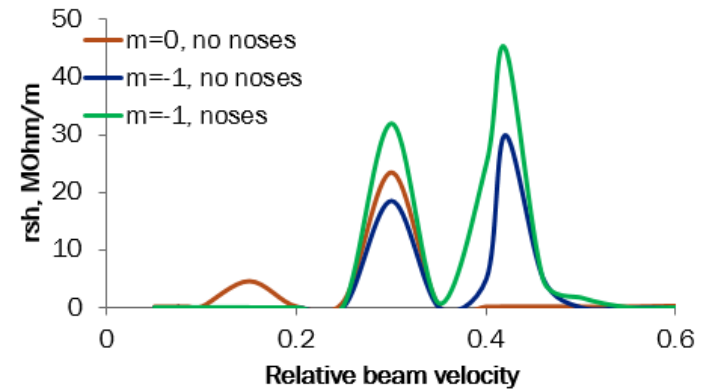 50
m=0, no noses
40
m=-1, no noses
m=-1, noses
30
20
10
0
rsh, MOhm/m
0 0.2 0.4 0.6
Relative beam velocity